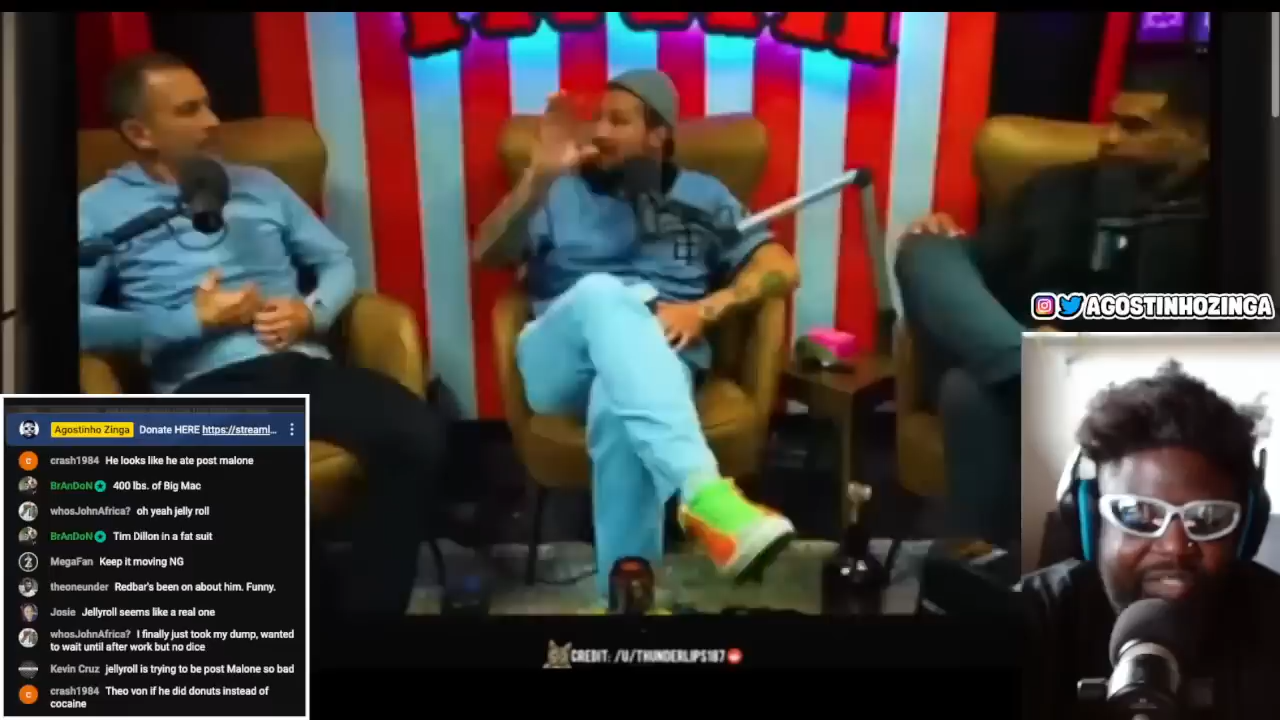 AGOSTINHOZINGA
Agostinho Zinga Donate HERE https://streaml...
crash1984 He looks like he ate post malone
BrAnDoN 400 lbs. of Big Mac
whosJohnAfrica? oh yeah jelly roll
BrAnDoN Tim Dillon in a fat suit
MegaFan Keep it moving NG
theoneunder Redbar's been on about him. Funny.
Josie Jellyroll seems like a real one
whosJohnAfrica? I finally just took my dump, wanted
to wait until after work but no dice
Kevin Cruz jellyroll is trying to be post Malone so bad
crash1984 Theo von if he did donuts instead of
cocaine
CREDIT: /U/THUNDERLIPS187